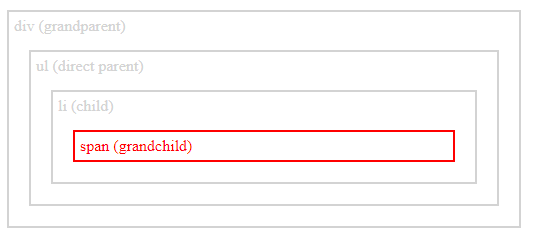 div (grandparent)
ul (direct parent)
li (child)
span (grandchild)